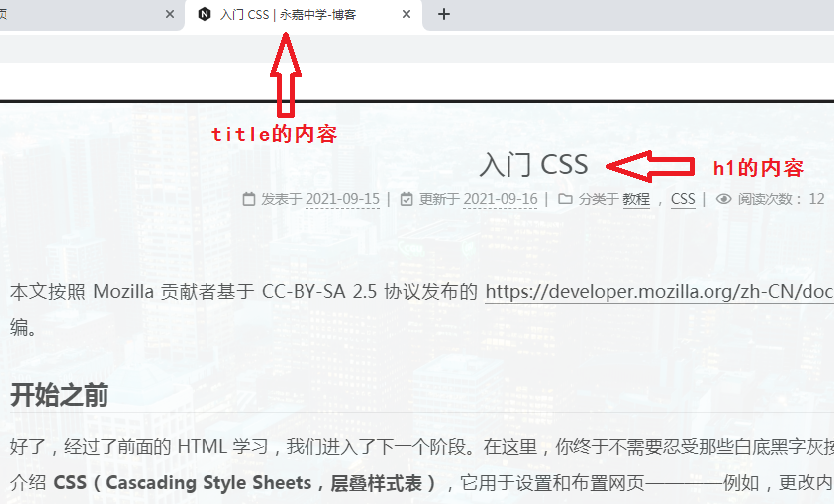 页
入门 CSS | 永嘉中学-博客
title的内容
入门 CSS
h1的内容
发表于 2021-09-15 | 更新于 2021-09-16 | 分类于 教程 , CSS | 阅读次数: 12
本文按照 Mozilla 贡献者基于 CC-BY-SA 2.5 协议发布的 https://developer.mozilla.org/zh-CN/doc
编。
开始之前
好了，经过了前面的 HTML 学习，我们进入了下一个阶段。在这里，你终于不需要忍受那些白底黑字灰按
介绍 CSS（Cascading Style Sheets，层叠样式表），它用于设置和布置网页————例如，更改内